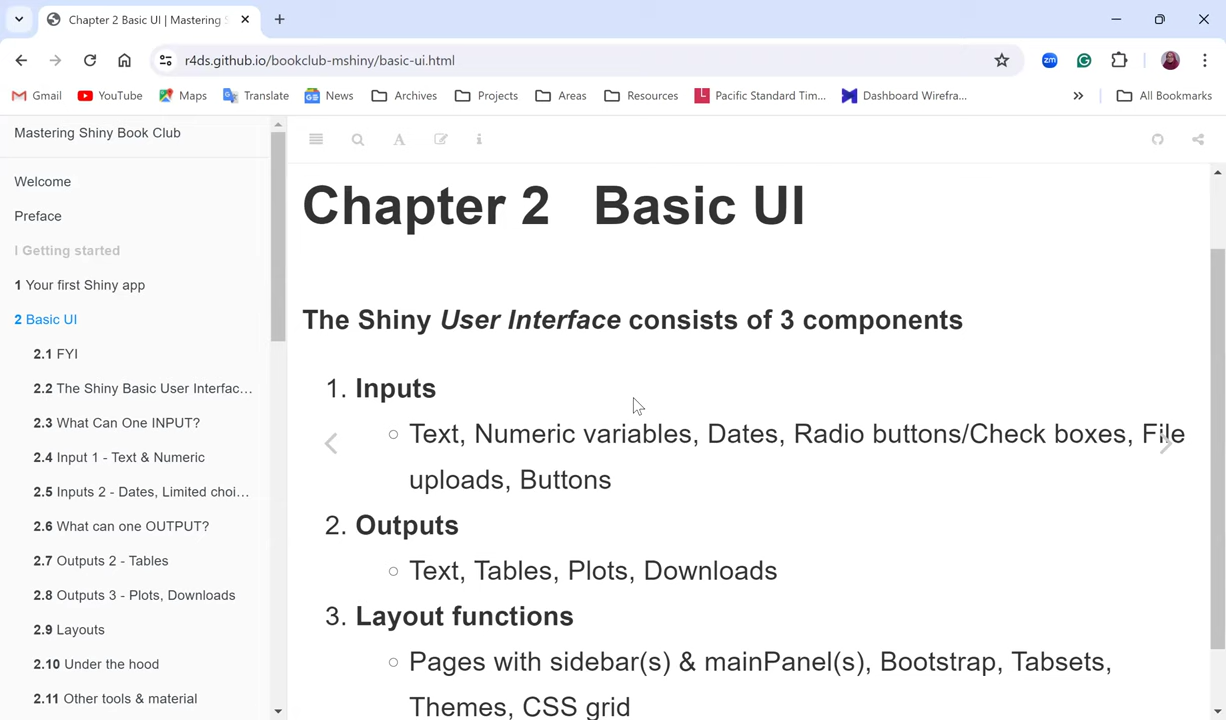 Chapter 2 Basic UI | Mastering S
r4ds.github.io/bookclub-mshiny/basic-ui.html
zm
Gmail YouTube Maps Translate News Archives Projects Areas Resources Pacific Standard Tim... Dashboard Wirefra... » All Bookmarks
Mastering Shiny Book Club
Welcome
Preface
I Getting started
1 Your first Shiny app
2 Basic UI
2.1 FYI
2.2 The Shiny Basic User Interfac...
2.3 What Can One INPUT?
2.4 Input 1 - Text & Numeric
2.5 Inputs 2 - Dates, Limited choi...
2.6 What can one OUTPUT?
2.7 Outputs 2 - Tables
2.8 Outputs 3 - Plots, Downloads
2.9 Layouts
2.10 Under the hood
2.11 Other tools & material
Chapter 2 Basic UI
The Shiny User Interface consists of 3 components
1. Inputs
Text, Numeric variables, Dates, Radio buttons/Check boxes, File
uploads, Buttons
2. Outputs
Text, Tables, Plots, Downloads
3. Layout functions
Pages with sidebar(s) & mainPanel(s), Bootstrap, Tabsets,
Themes, CSS grid